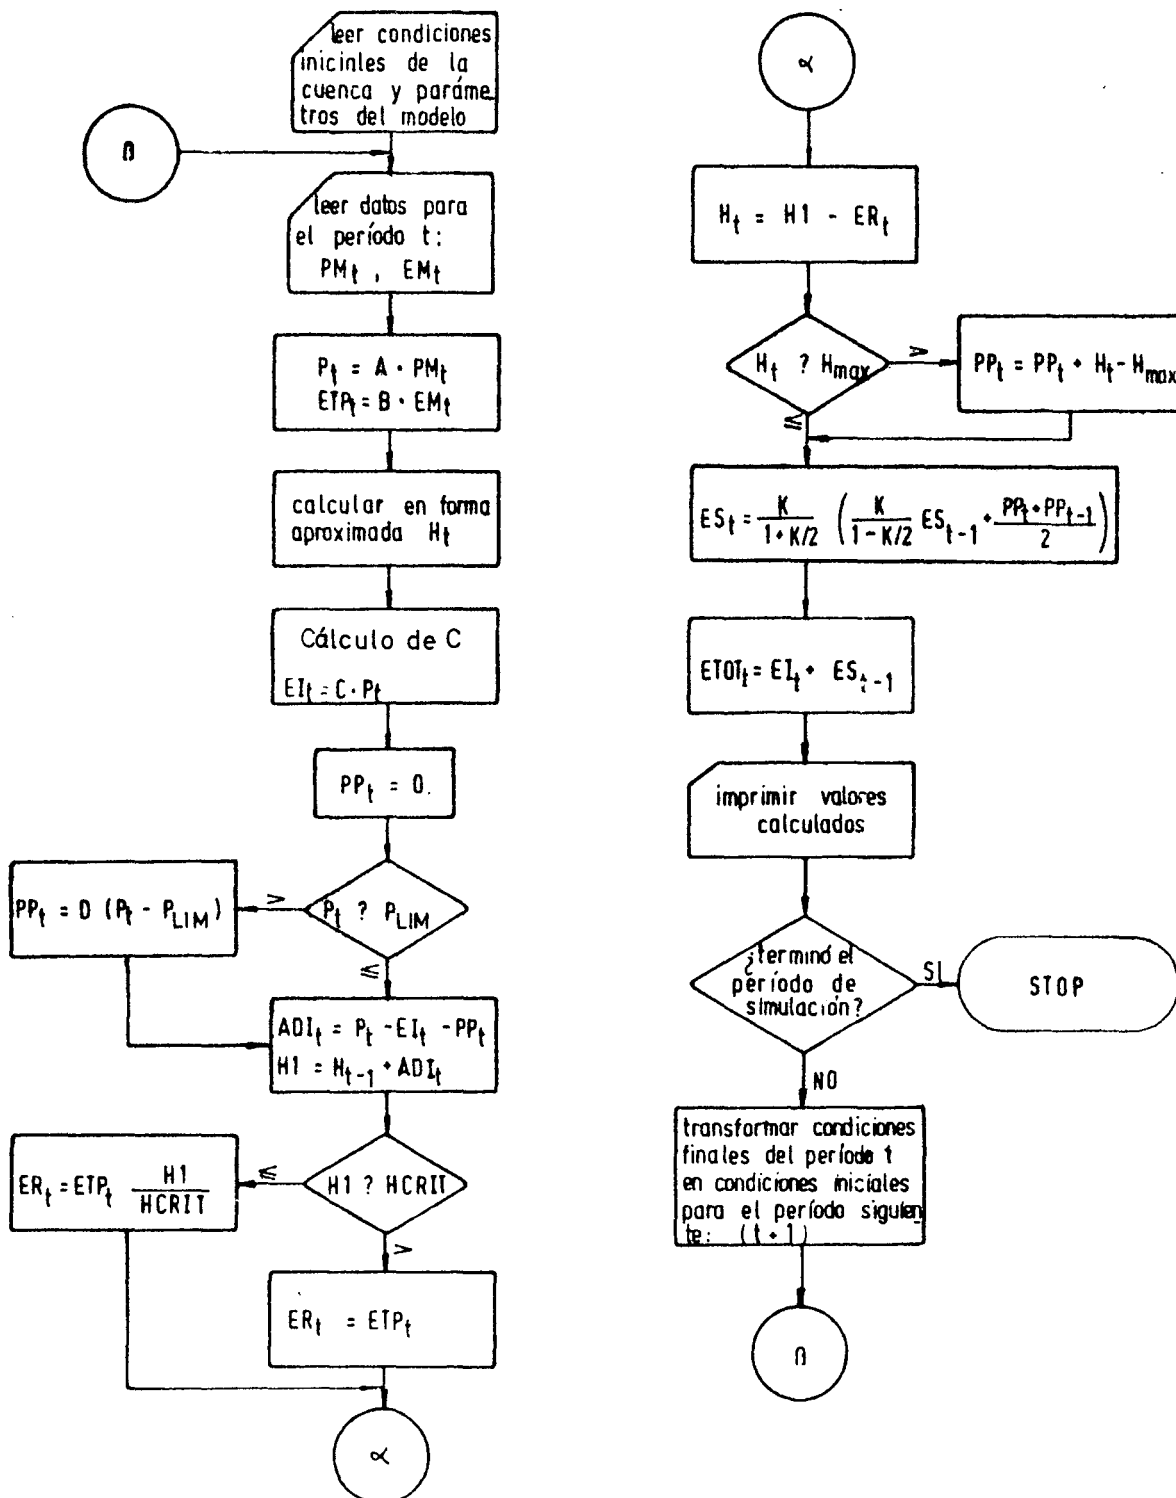 leer condiciones
inicinles de la
cuenca y paráme
tros del modelo
β
leer datos para
el período t:
PMt , EMt
Pt = A · PMt
ETPt = B · EMt
calcular en forma
aproximada Ht
Cálculo de C
EIt = C · Pt
PPt = 0.
Pt ? PLIM
>
PPt = D (Pt - PLIM)
≤
ADIt = Pt - EIt - PPt
H1 = Ht-1 + ADIt
H1 ? HCRIT
≤
ERt = ETPt H1/HCRIT
>
ERt = ETPt
α
α
Ht = H1 - ERt
Ht ? Hmax
>
PPt = PPt + Ht - Hmax
≤
ESt = K/(1+K/2) (K/(1-K/2) ESt-1 + (PPt+PPt-1)/2)
ETOTt = EIt + ESt-1
imprimir valores
calculados
¿terminó el
período de
simulación?
SI
STOP
NO
transformar condiciones
finales del período t
en condiciones iniciales
para el período siguien
te: (t+1)
β